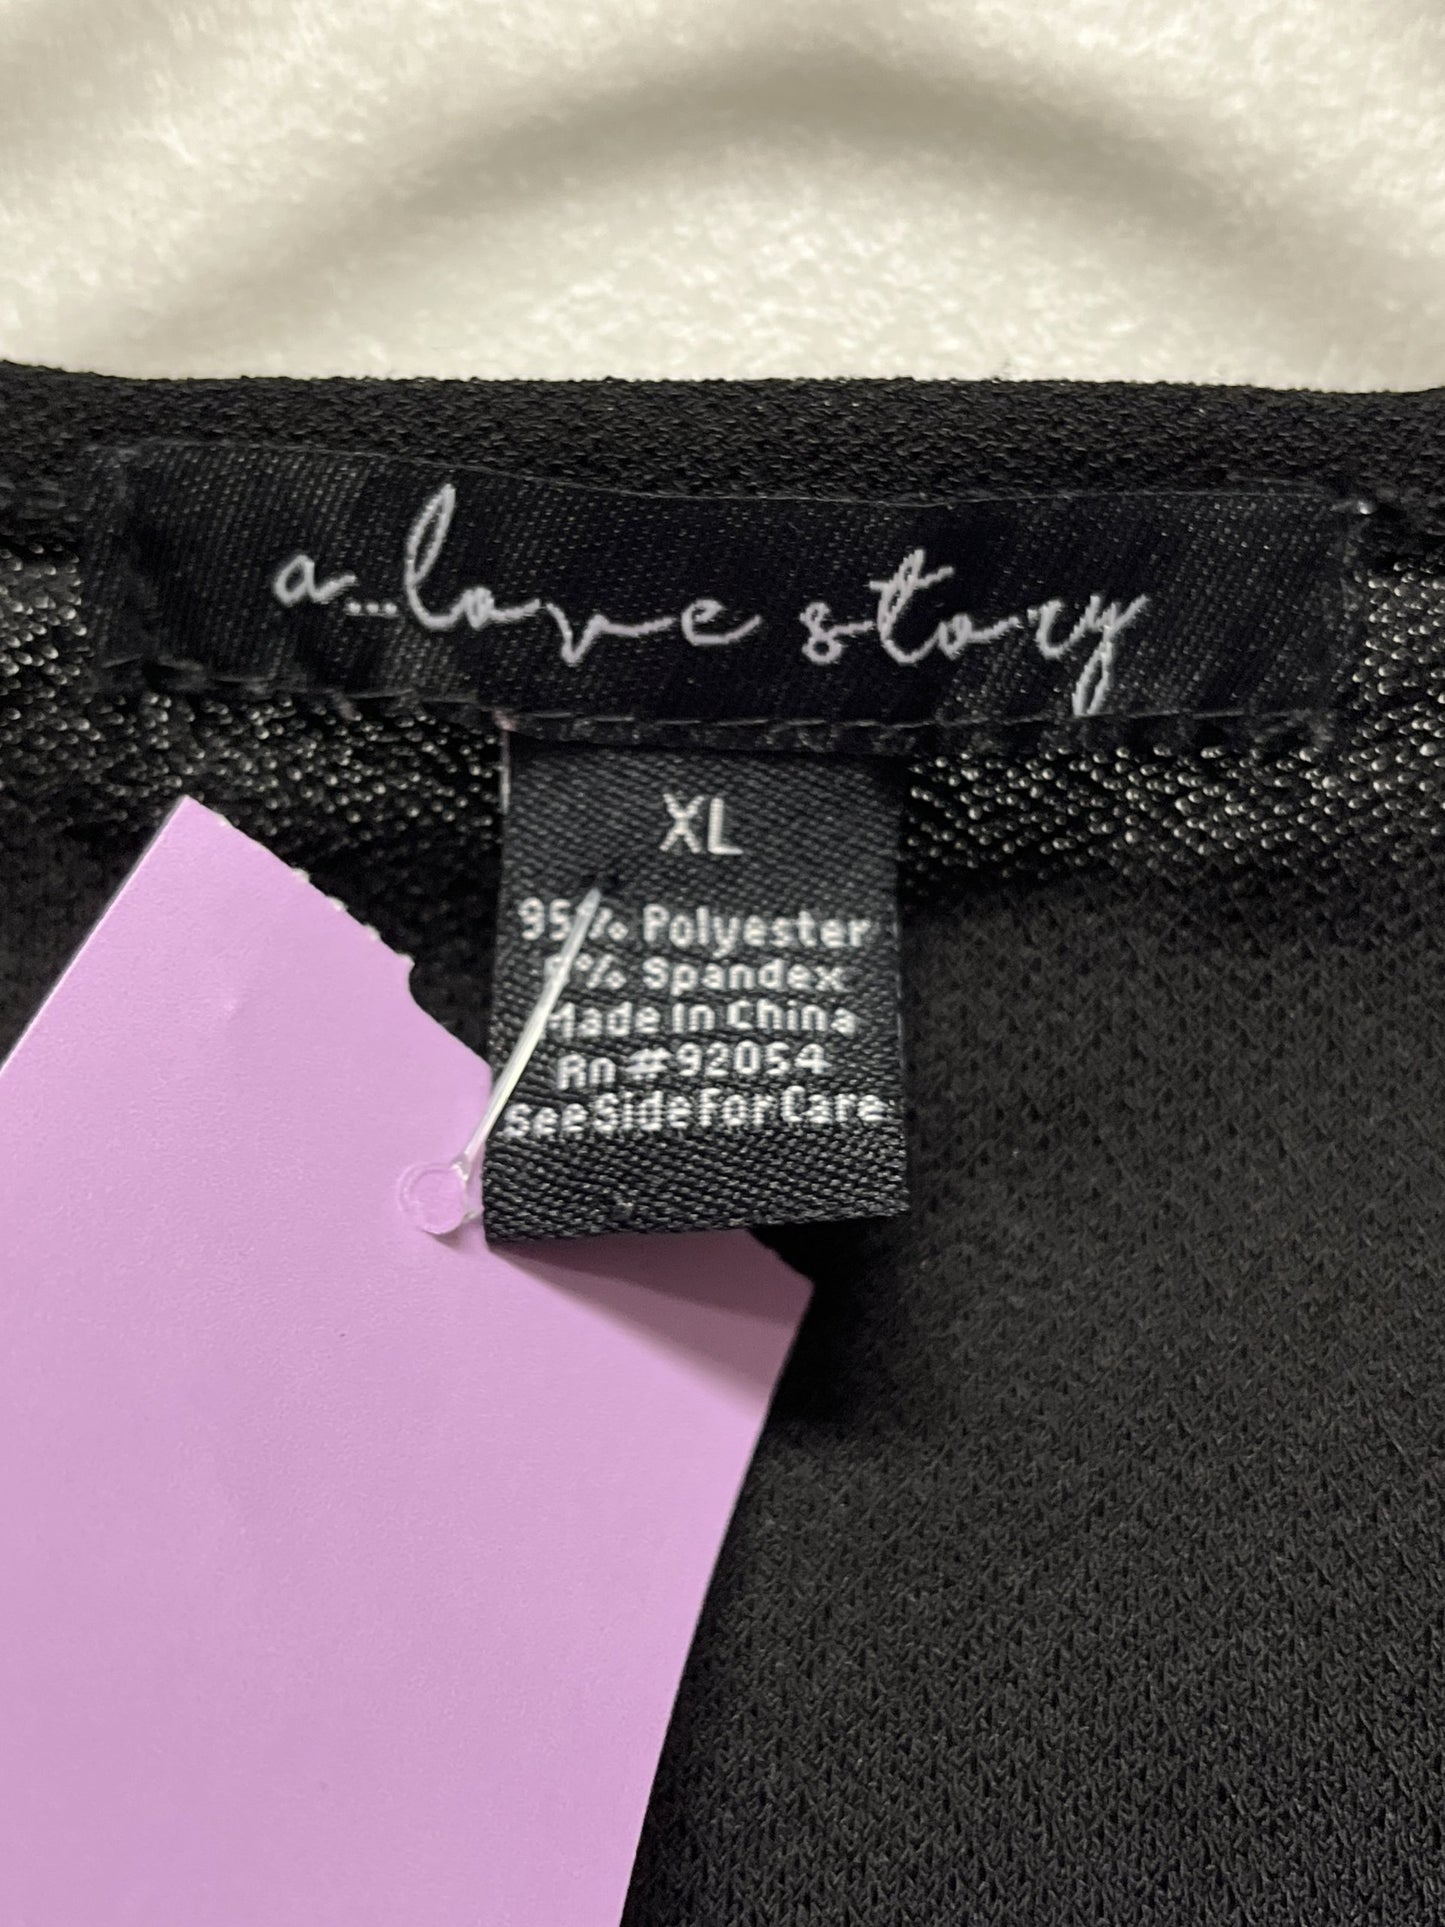 a...love story
XL
95% Polyester
5% Spandex
Made In China
Rn #92054
See Side For Care